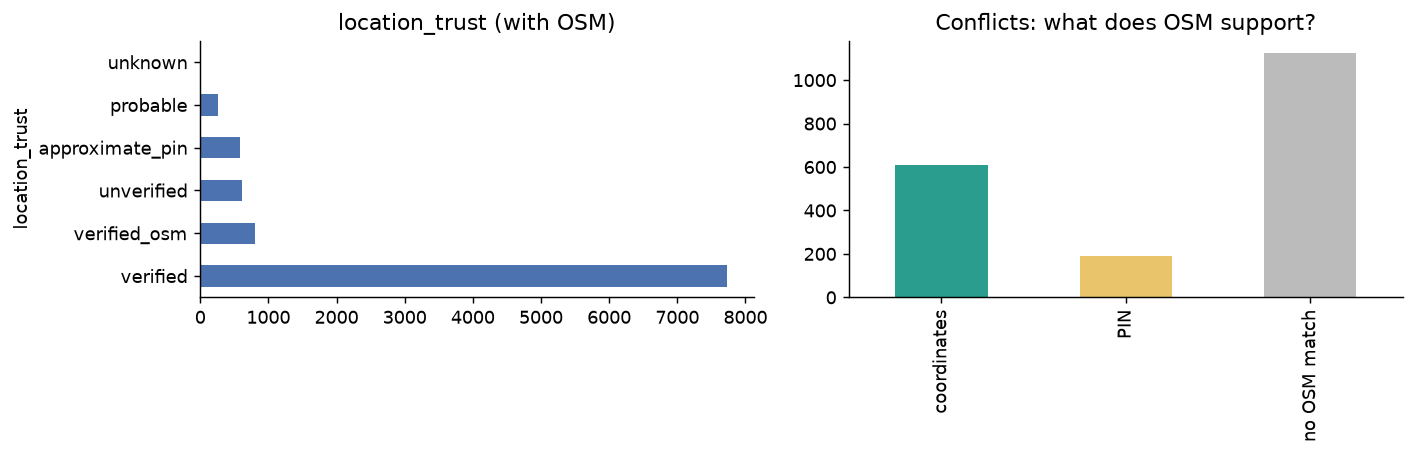 location_trust (with OSM)
location_trust
unknown
probable
approximate_pin
unverified
verified_osm
verified
0 1000 2000 3000 4000 5000 6000 7000 8000
Conflicts: what does OSM support?
1000
800
600
400
200
0
coordinates
PIN
no OSM match